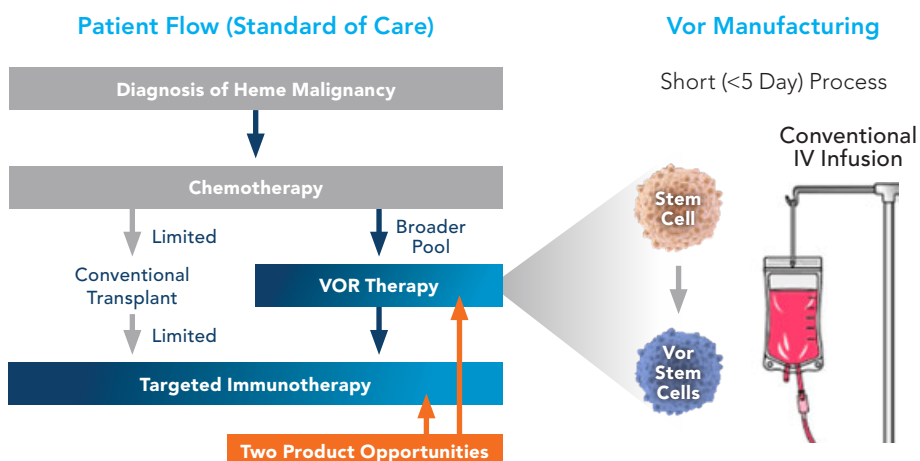 Patient Flow (Standard of Care)
Diagnosis of Heme Malignancy
Chemotherapy
Limited
Broader
Pool
Conventional
Transplant
VOR Therapy
Limited
Targeted Immunotherapy
Two Product Opportunities
Vor Manufacturing
Short (<5 Day) Process
Conventional
IV Infusion
Stem
Cell
Vor
Stem
Cells